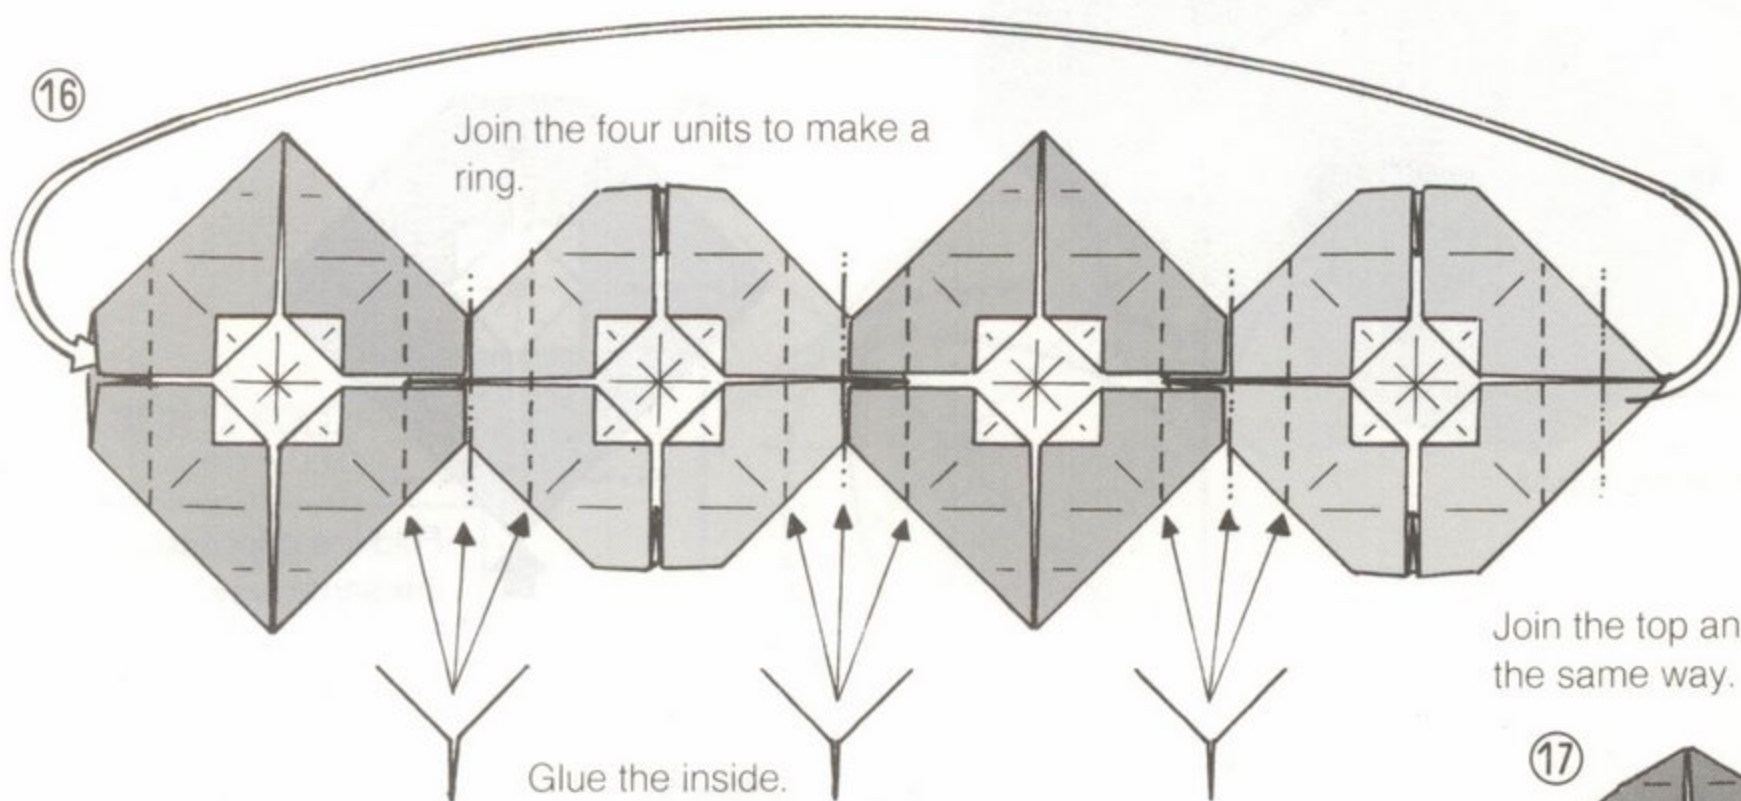 16
Join the four units to make a
ring.
Glue the inside.
Join the top an
the same way.
17